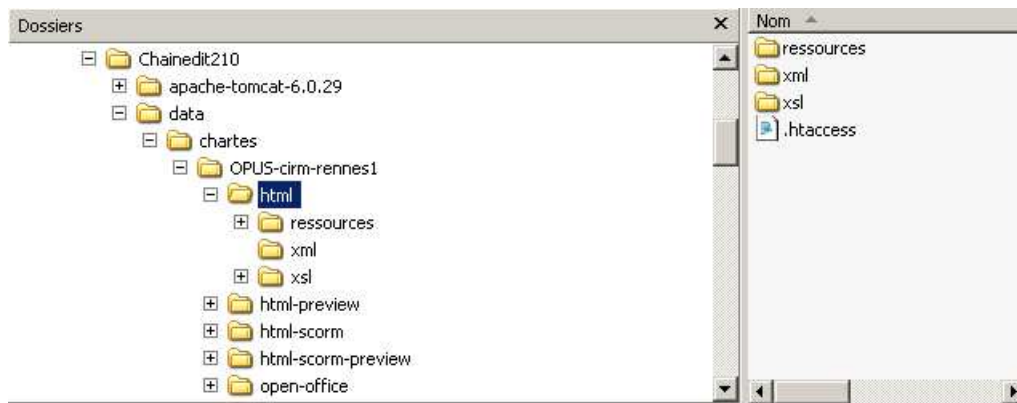 Dossiers
Chainedit210
apache-tomcat-6.0.29
data
chartes
OPUS-cirm-rennes1
html
ressources
xml
xsl
html-preview
html-scorm
html-scorm-preview
open-office
Nom
ressources
xml
xsl
.htaccess